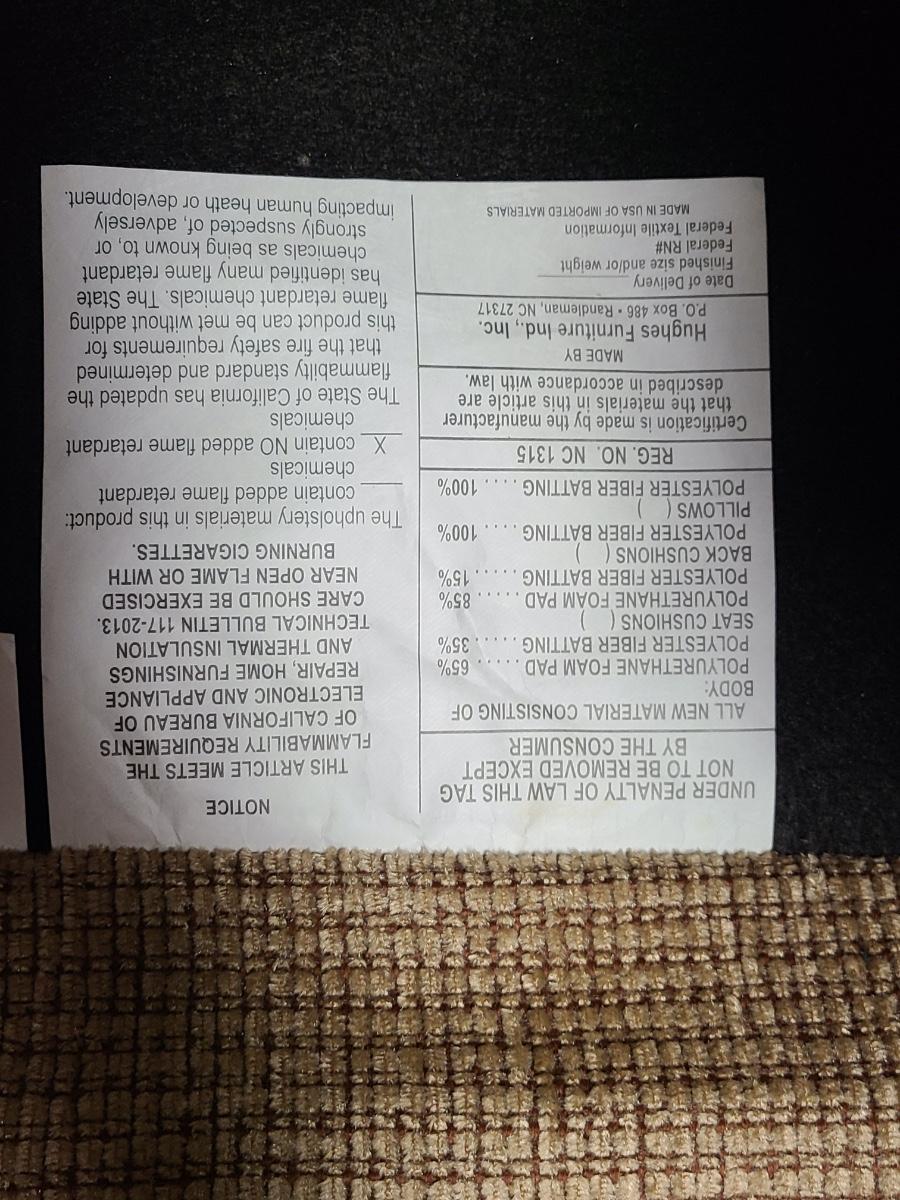 UNDER PENALTY OF LAW THIS TAG
NOT TO BE REMOVED EXCEPT
BY THE CONSUMER
ALL NEW MATERIAL CONSISTING OF
BODY:
POLYURETHANE FOAM PAD ..... 65%
POLYESTER FIBER BATTING ..... 35%
SEAT CUSHIONS ( )
POLYURETHANE FOAM PAD ..... 85%
POLYESTER FIBER BATTING ..... 15%
BACK CUSHIONS ( )
POLYESTER FIBER BATTING .... 100%
PILLOWS ( )
POLYESTER FIBER BATTING .... 100%
REG. NO. NC 1315
Certification is made by the manufacturer
that the materials in this article are
described in accordance with law.
MADE BY
Hughes Furniture Ind., Inc.
P.O. Box 486 • Randleman, NC 27317
Date of Delivery ____________
Finished size and/or weight
Federal RN#
Federal Textile Information
MADE IN USA OF IMPORTED MATERIALS
NOTICE
THIS ARTICLE MEETS THE
FLAMMABILITY REQUIREMENTS
OF CALIFORNIA BUREAU OF
ELECTRONIC AND APPLIANCE
REPAIR, HOME FURNISHINGS
AND THERMAL INSULATION
TECHNICAL BULLETIN 117-2013.
CARE SHOULD BE EXERCISED
NEAR OPEN FLAME OR WITH
BURNING CIGARETTES.
The upholstery materials in this product:
____ contain added flame retardant
chemicals
__X__ contain NO added flame retardant
chemicals
The State of California has updated the
flammability standard and determined
that the fire safety requirements for
this product can be met without adding
flame retardant chemicals. The State
has identified many flame retardant
chemicals as being known to, or
strongly suspected of, adversely
impacting human heath or development.